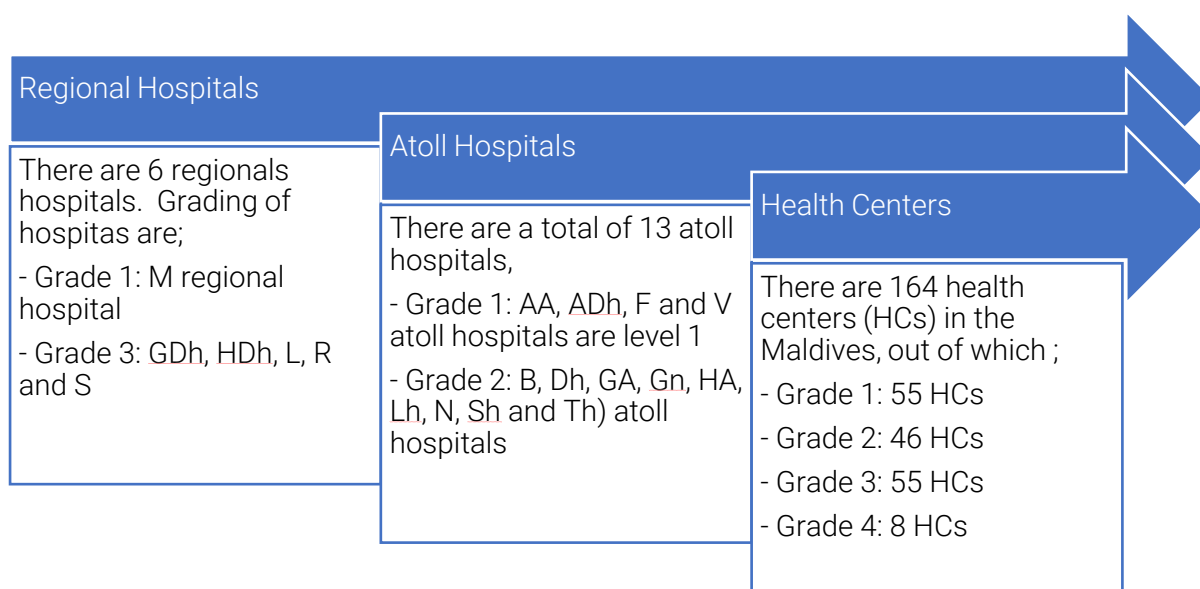 Regional Hospitals
There are 6 regionals
hospitals.  Grading of
hospitas are;
- Grade 1: M regional
hospital
- Grade 3: GDh, HDh, L, R
and S
Atoll Hospitals
There are a total of 13 atoll
hospitals,
- Grade 1: AA, ADh, F and V
atoll hospitals are level 1
- Grade 2: B, Dh, GA, Gn, HA,
Lh, N, Sh and Th) atoll
hospitals
Health Centers
There are 164 health
centers (HCs) in the
Maldives, out of which ;
- Grade 1: 55 HCs
- Grade 2: 46 HCs
- Grade 3: 55 HCs
- Grade 4: 8 HCs